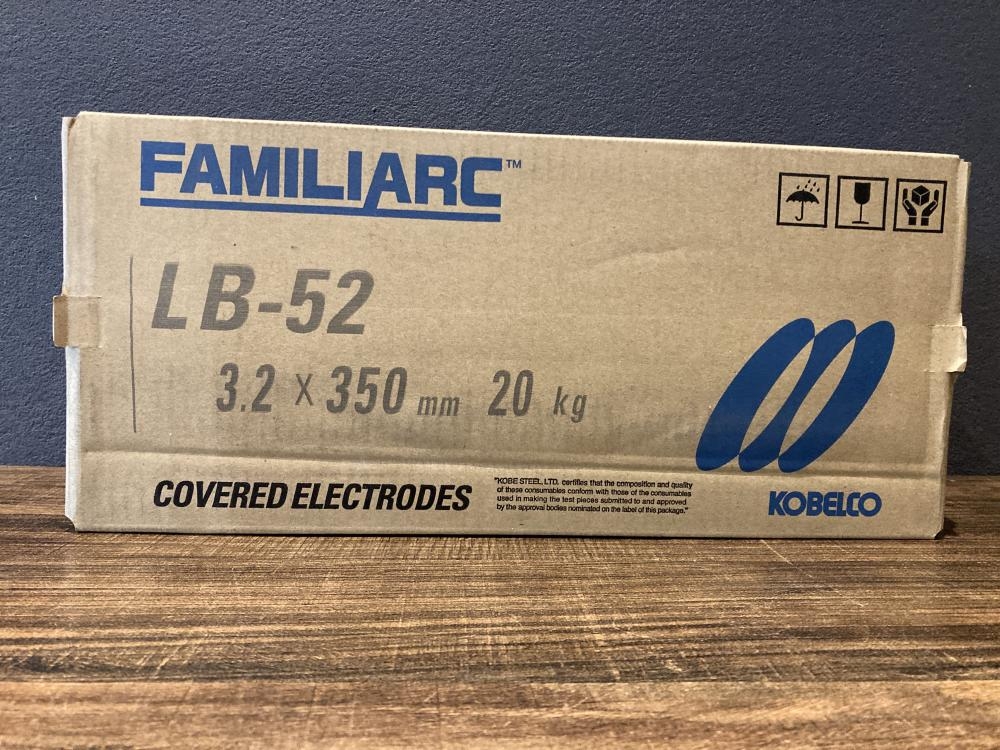 FAMILIARC™
LB-52
3.2 x 350 mm 20 kg
COVERED ELECTRODES
"KOBE STEEL, LTD. certifies that the composition and quality
of these consumables conform with those of the consumables
used in making the test pieces submitted to and approved
by the approval bodies nominated on the label of this package."
KOBELCO